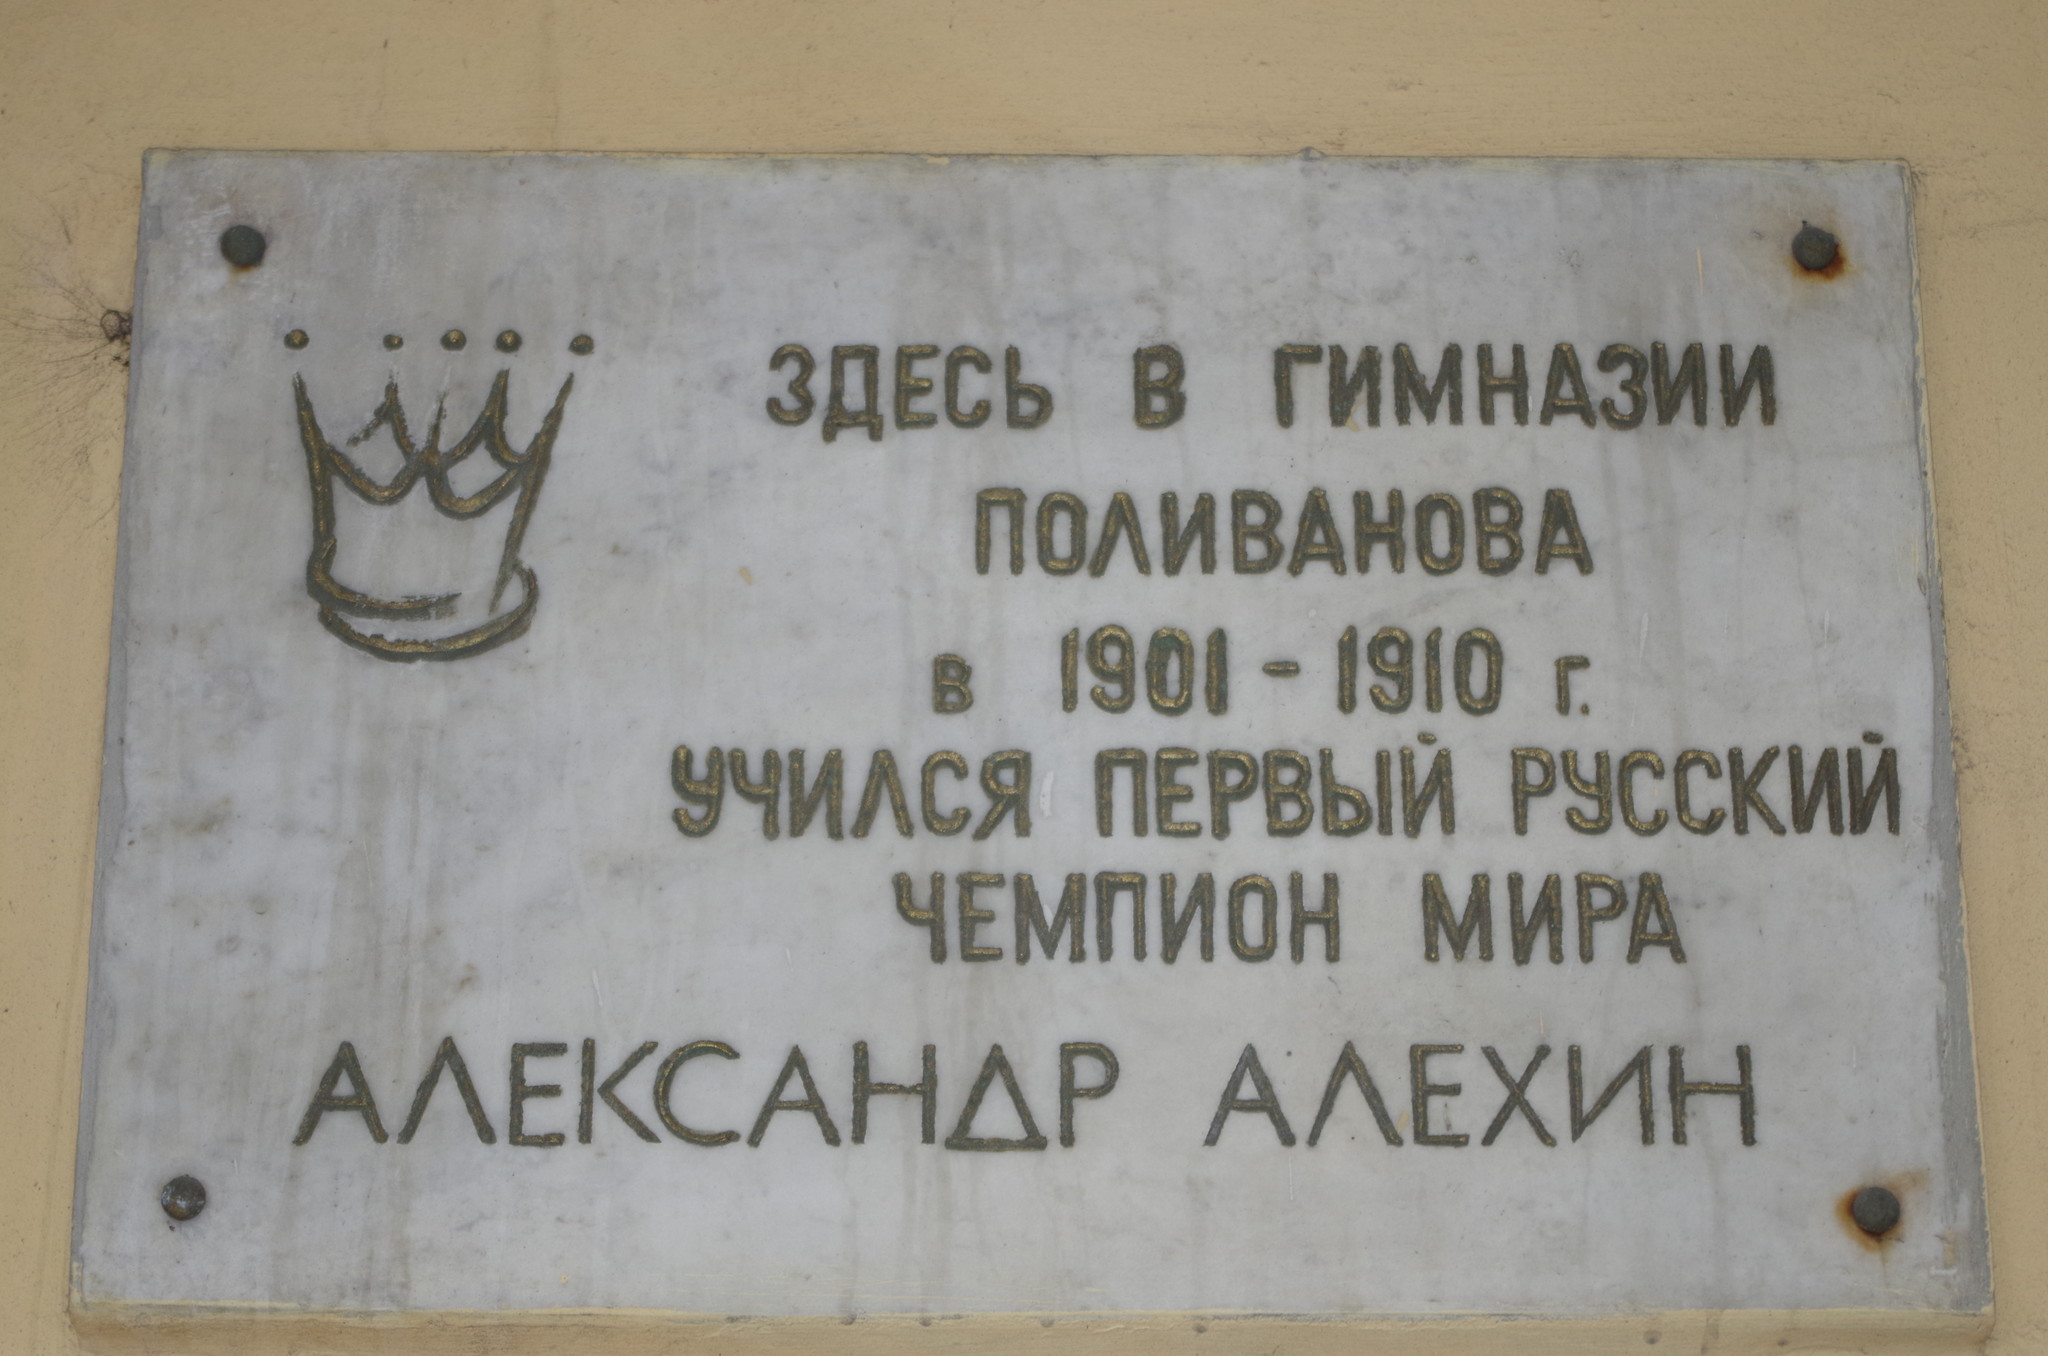 ЗДЕСЬ В ГИМНАЗИИ
ПОЛИВАНОВА
в 1901 - 1910 г.
УЧИЛСЯ ПЕРВЫЙ РУССКИЙ
ЧЕМПИОН МИРА
АЛЕКСАНДР АЛЕХИН